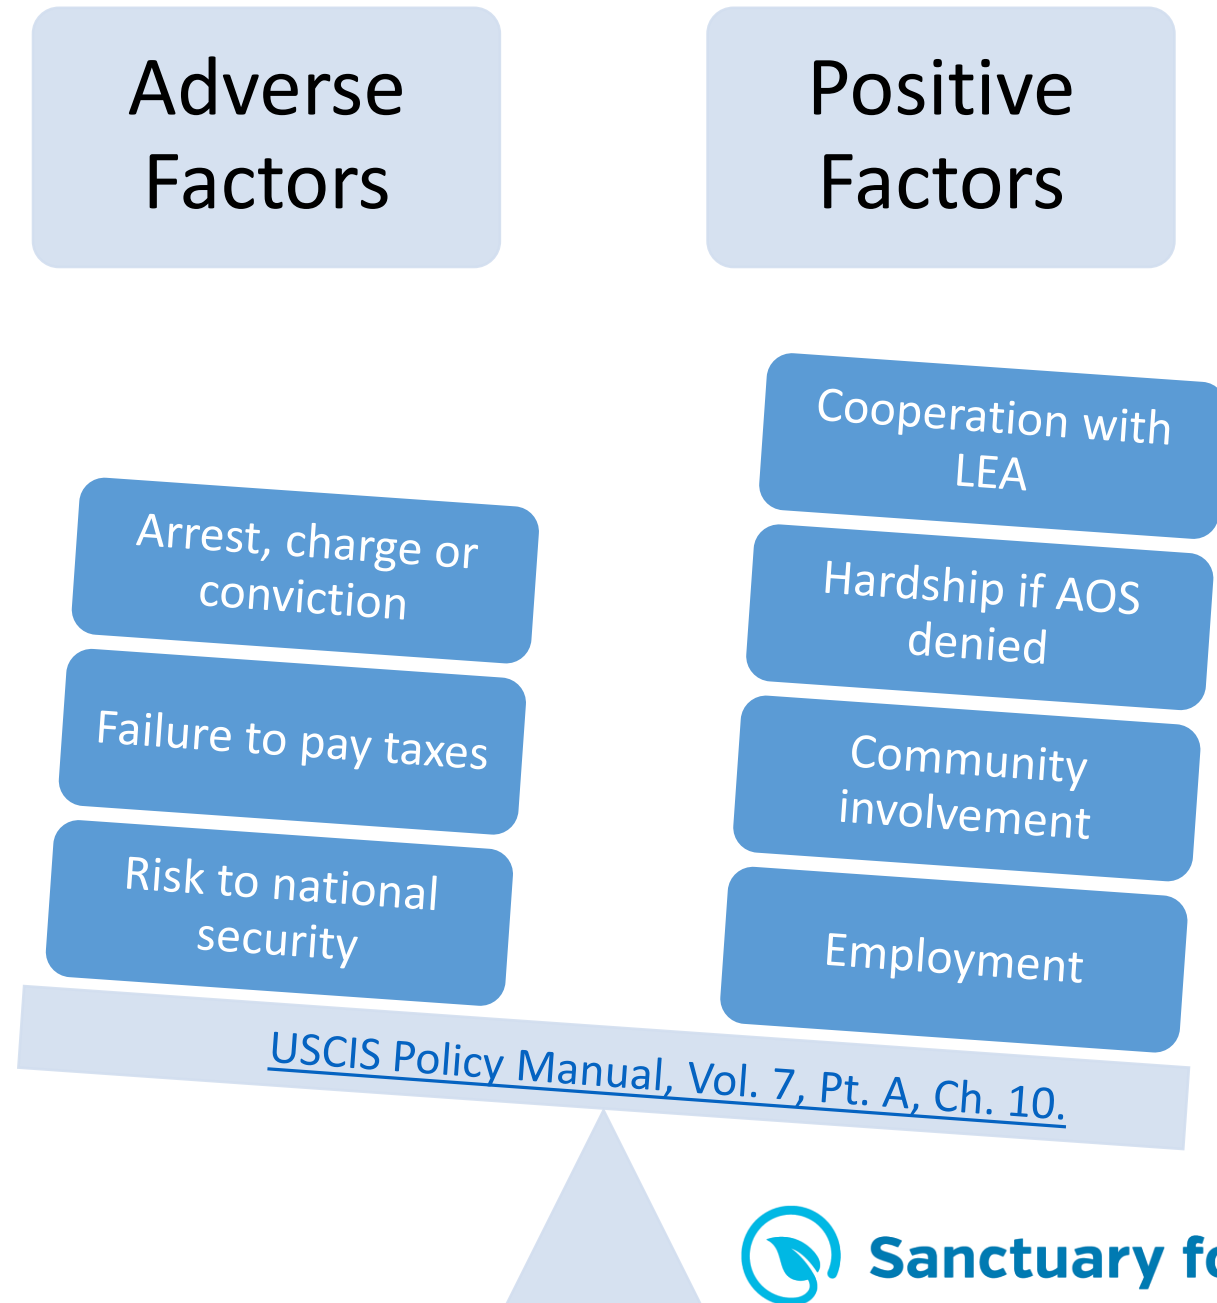 Adverse
Factors
Positive
Factors
Arrest, charge or
conviction
Failure to pay taxes
Risk to national
security
Cooperation with
LEA
Hardship if AOS
denied
Community
involvement
Employment
USCIS Policy Manual, Vol. 7, Pt. A, Ch. 10.
Sanctuary